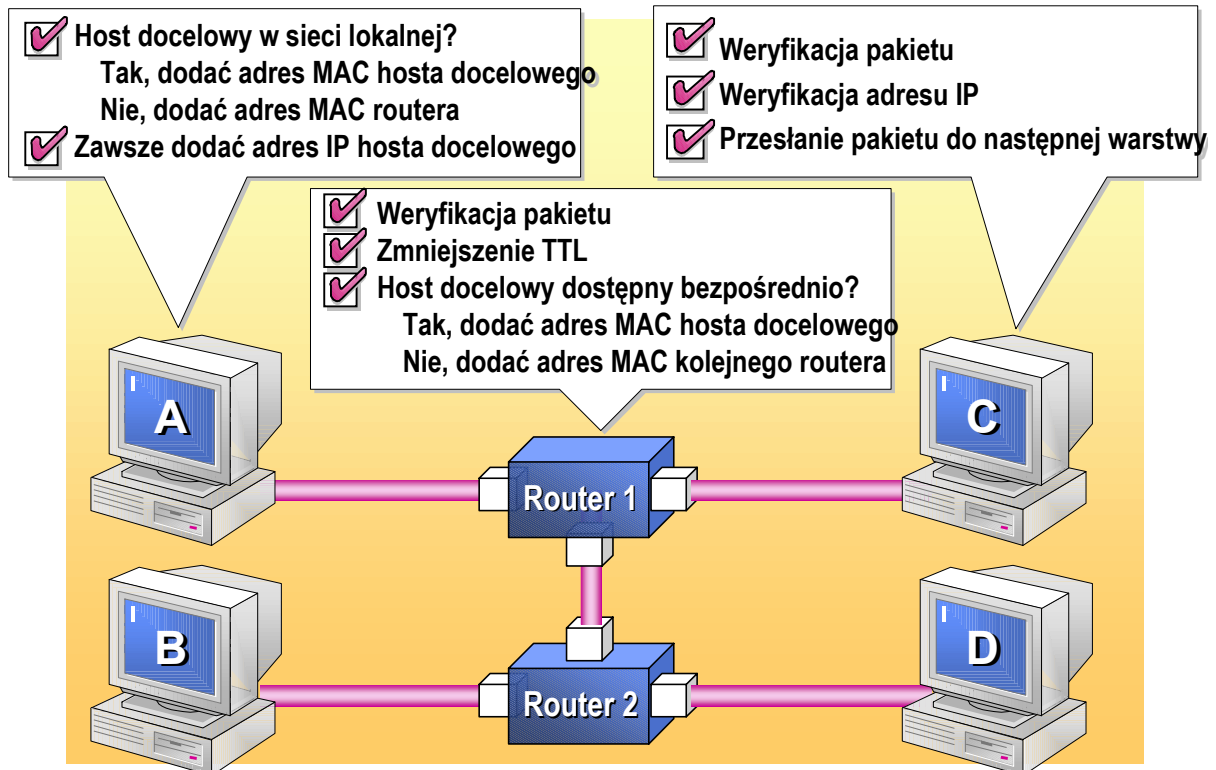 Host docelowy w sieci lokalnej?
Tak, dodać adres MAC hosta docelowego
Nie, dodać adres MAC routera
Zawsze dodać adres IP hosta docelowego
Weryfikacja pakietu
Weryfikacja adresu IP
Przesłanie pakietu do następnej warstwy
Weryfikacja pakietu
Zmniejszenie TTL
Host docelowy dostępny bezpośrednio?
Tak, dodać adres MAC hosta docelowego
Nie, dodać adres MAC kolejnego routera
A
Router 1
C
B
Router 2
D